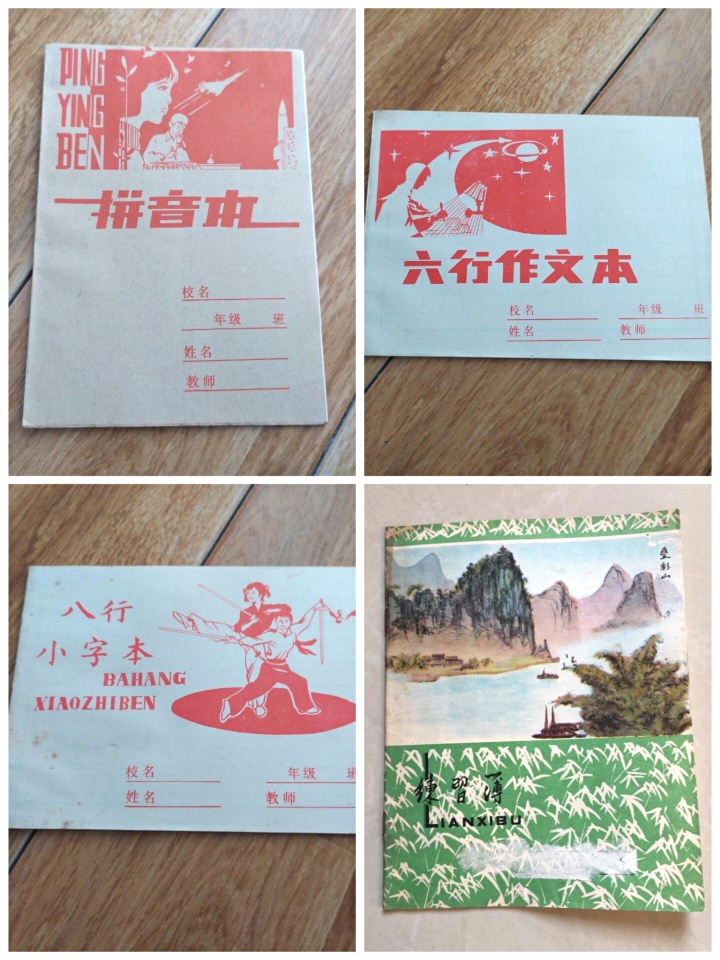 PING
YING
BEN
拼音本
校名
年级 班
姓名
教师
六行作文本
校名 年级 班
姓名 教师
八行
小字本
BAHANG
XIAOZHIBEN
校名 年级 班
姓名 教师
叠彩山
練習簿
LIANXIBU